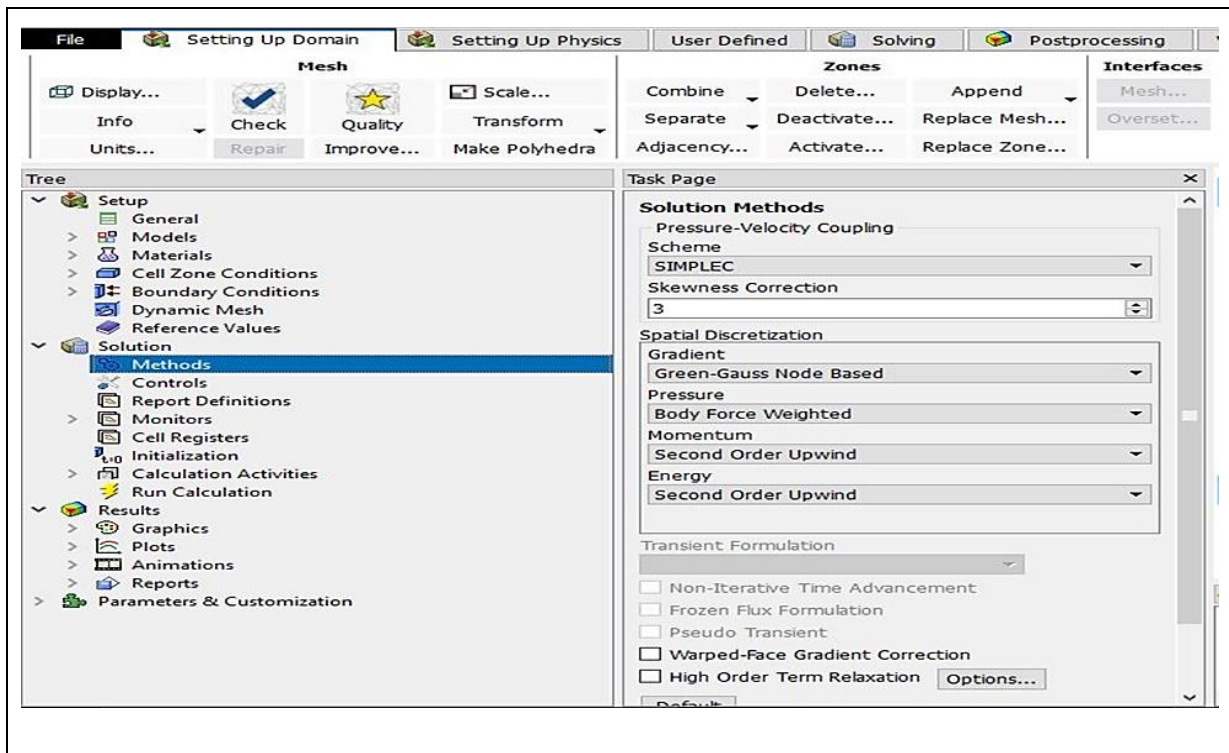 File Setting Up Domain Setting Up Physics User Defined Solving Postprocessing
Mesh Zones Interfaces
Display... Scale... Combine Delete... Append Mesh...
Info Check Quality Transform Separate Deactivate... Replace Mesh... Overset...
Units... Repair Improve... Make Polyhedra Adjacency... Activate... Replace Zone...
Tree
Setup
General
Models
Materials
Cell Zone Conditions
Boundary Conditions
Dynamic Mesh
Reference Values
Solution
Methods
Controls
Report Definitions
Monitors
Cell Registers
t=0 Initialization
Calculation Activities
Run Calculation
Results
Graphics
Plots
Animations
Reports
Parameters & Customization
Task Page
Solution Methods
Pressure-Velocity Coupling
Scheme
SIMPLEC
Skewness Correction
3
Spatial Discretization
Gradient
Green-Gauss Node Based
Pressure
Body Force Weighted
Momentum
Second Order Upwind
Energy
Second Order Upwind
Transient Formulation
Non-Iterative Time Advancement
Frozen Flux Formulation
Pseudo Transient
Warped-Face Gradient Correction
High Order Term Relaxation Options...
Default